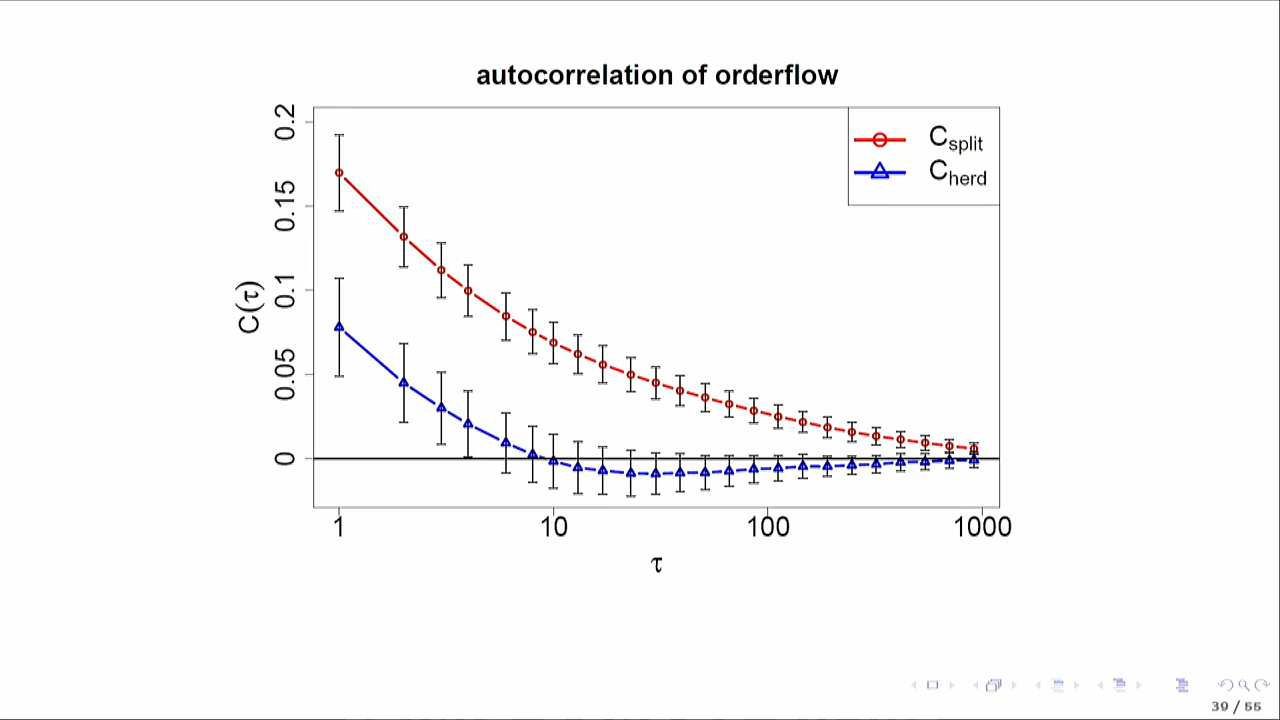 autocorrelation of orderflow
C(τ)
0.2
0.15
0.1
0.05
0
C_split
C_herd
1 10 100 1000
τ
39 / 55